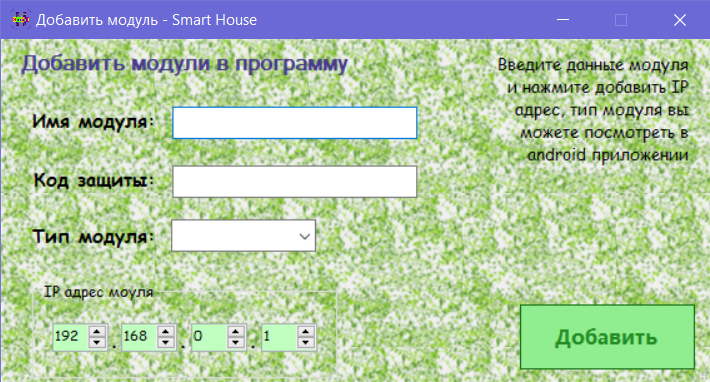 Добавить модуль - Smart House
Добавить модули в программу
Введите данные модуля
и нажмите добавить IP
адрес, тип модуля вы
можете посмотреть в
android приложении
Имя модуля:
Код защиты:
Тип модуля:
IP адрес моуля
192 . 168 . 0 . 1
Добавить